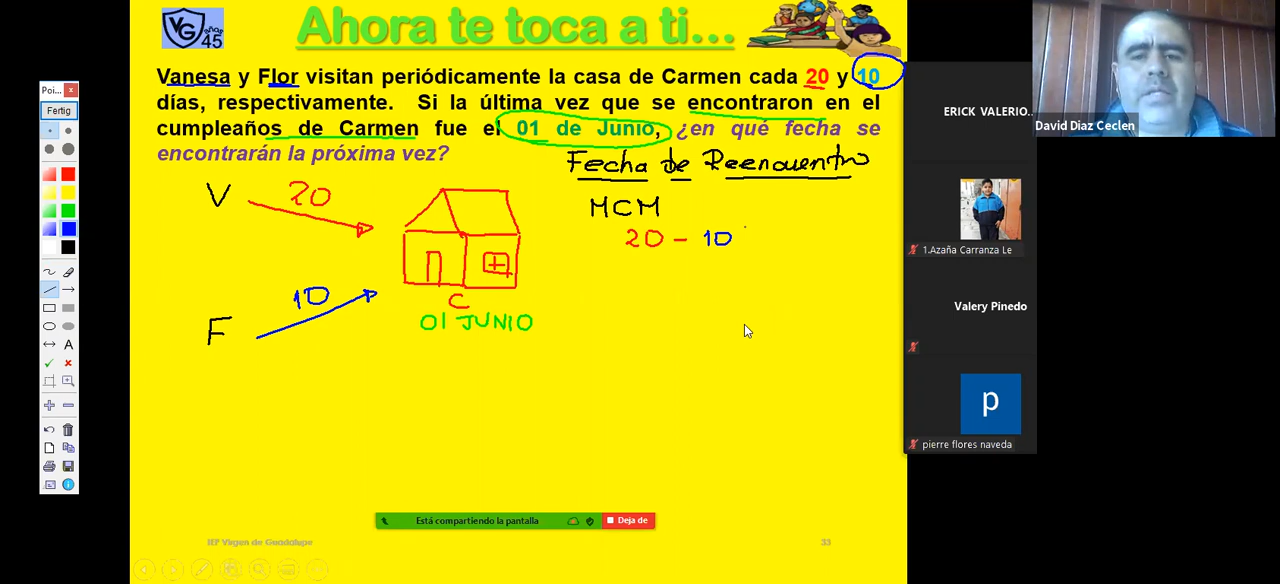 VG
años
45
Ahora te toca a ti...
Vanesa y Flor visitan periódicamente la casa de Carmen cada 20 y 10
días, respectivamente. Si la última vez que se encontraron en el
cumpleaños de Carmen fue el 01 de Junio, ¿en qué fecha se
encontrarán la próxima vez?
Fecha de Reencuentro
V 20
MCM
20 - 10
F 10
C
01 JUNIO
Poi...
x
Fertig
A
Está compartiendo la pantalla
Deja de
IEP Virgen de Guadalupe
33
ERICK VALERIO...
David Diaz Ceclen
1.Azaña Carranza Le
Valery Pinedo
p
pierre flores naveda